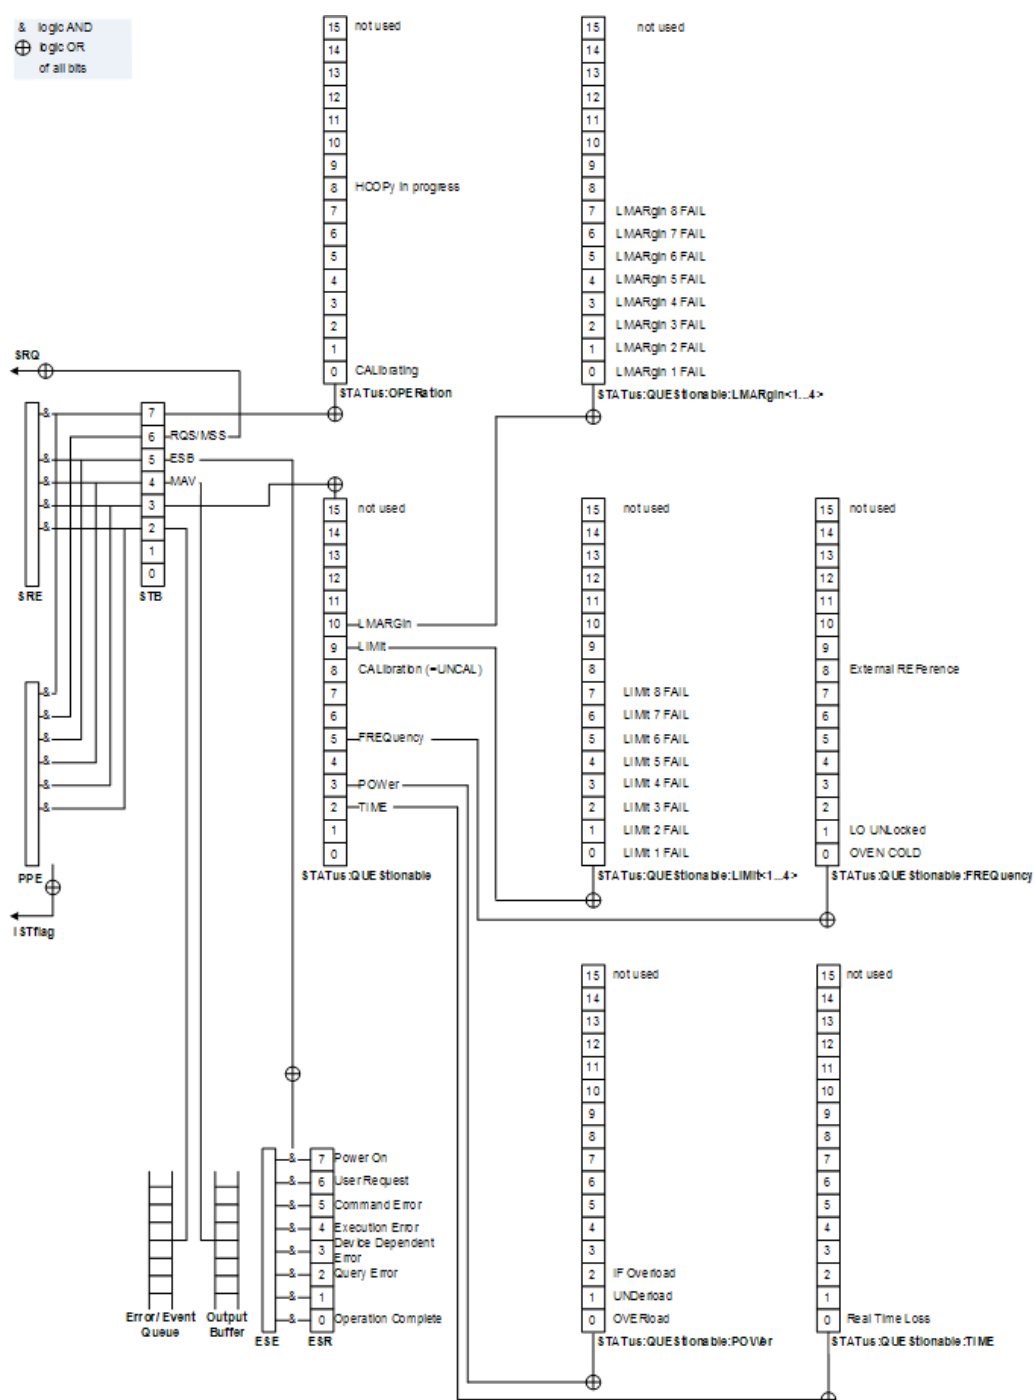 & logic AND
logic OR
of all bits
15 not used
14
13
12
11
10
9
8 HCOPy in progress
7
6
5
4
3
2
1
0 CALibrating
STATus:OPERation
15 not used
14
13
12
11
10
9
8
7 LMARgin 8 FAIL
6 LMARgin 7 FAIL
5 LMARgin 6 FAIL
4 LMARgin 5 FAIL
3 LMARgin 4 FAIL
2 LMARgin 3 FAIL
1 LMARgin 2 FAIL
0 LMARgin 1 FAIL
STATus:QUEStionable:LMARgin<1...4>
SRQ
&
&
&
&
&
SRE
7
6 RQS/MSS
5 ESB
4 MAV
3
2
1
0
STB
&
&
&
&
&
&
PPE
ISTflag
15 not used
14
13
12
11
10 LMARGin
9 LIMit
8 CALibration (=UNCAL)
7
6
5 FREQuency
4
3 POWer
2 TIME
1
0
STATus:QUEStionable
15 not used
14
13
12
11
10
9
8
7 LIMit 8 FAIL
6 LIMit 7 FAIL
5 LIMit 6 FAIL
4 LIMit 5 FAIL
3 LIMit 4 FAIL
2 LIMit 3 FAIL
1 LIMit 2 FAIL
0 LIMit 1 FAIL
STATus:QUEStionable:LIMit<1...4>
15 not used
14
13
12
11
10
9
8 External REFerence
7
6
5
4
3
2
1 LO UNLocked
0 OVEN COLD
STATus:QUEStionable:FREQuency
Error/Event
Queue
Output
Buffer
& 7 Power On
& 6 User Request
& 5 Command Error
& 4 Execution Error
& 3 Device Dependent
Error
& 2 Query Error
& 1
& 0 Operation Complete
ESE ESR
15 not used
14
13
12
11
10
9
8
7
6
5
4
3
2 IF Overload
1 UNDerload
0 OVERload
STATus:QUEStionable:POWer
15 not used
14
13
12
11
10
9
8
7
6
5
4
3
2
1
0 Real Time Loss
STATus:QUEStionable:TIME